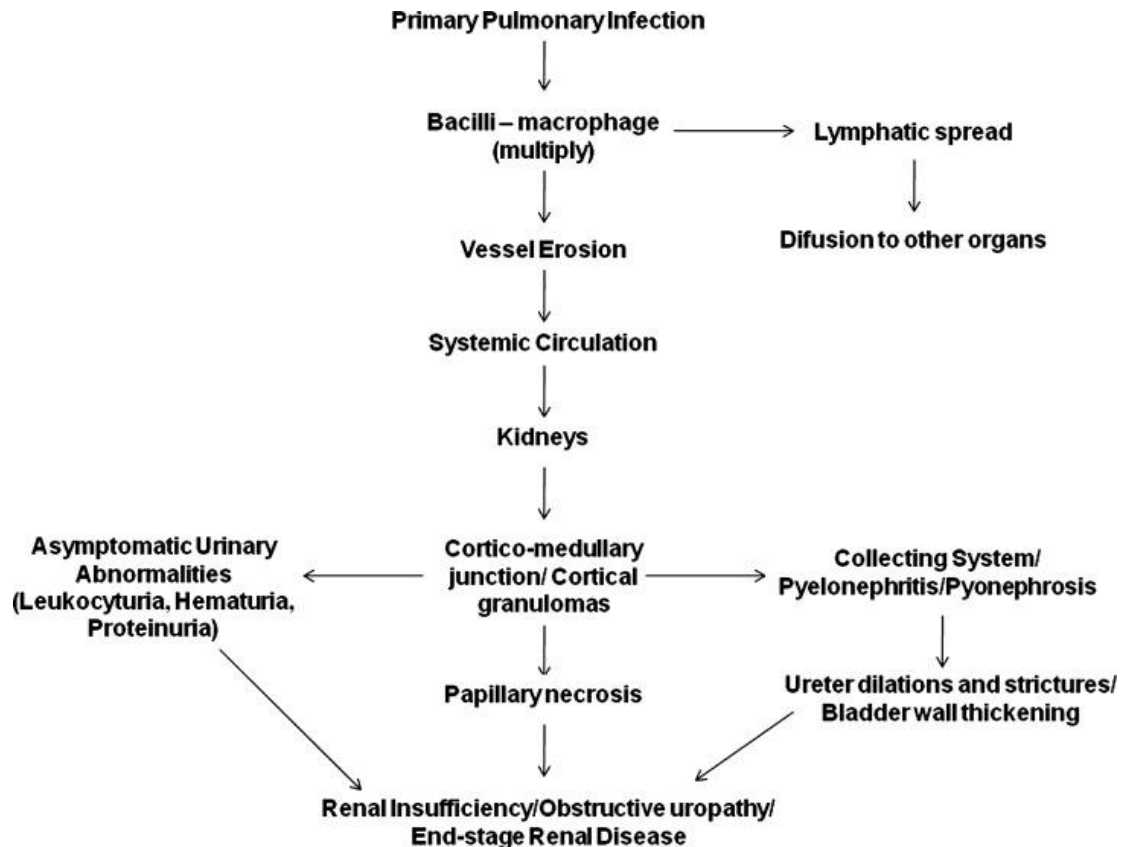 Primary Pulmonary Infection
Bacilli – macrophage
(multiply)
Lymphatic spread
Difusion to other organs
Vessel Erosion
Systemic Circulation
Kidneys
Asymptomatic Urinary
Abnormalities
(Leukocyturia, Hematuria,
Proteinuria)
Cortico-medullary
junction/ Cortical
granulomas
Collecting System/
Pyelonephritis/Pyonephrosis
Papillary necrosis
Ureter dilations and strictures/
Bladder wall thickening
Renal Insufficiency/Obstructive uropathy/
End-stage Renal Disease